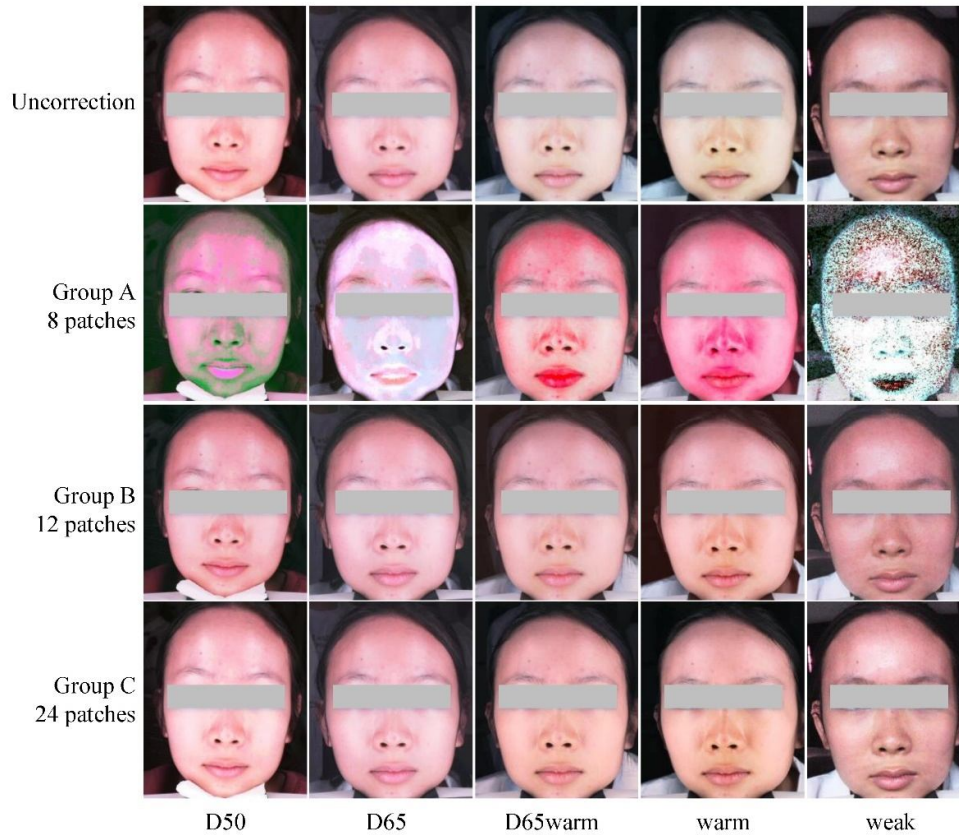 Uncorrection
Group A
8 patches
Group B
12 patches
Group C
24 patches
D50 D65 D65warm warm weak